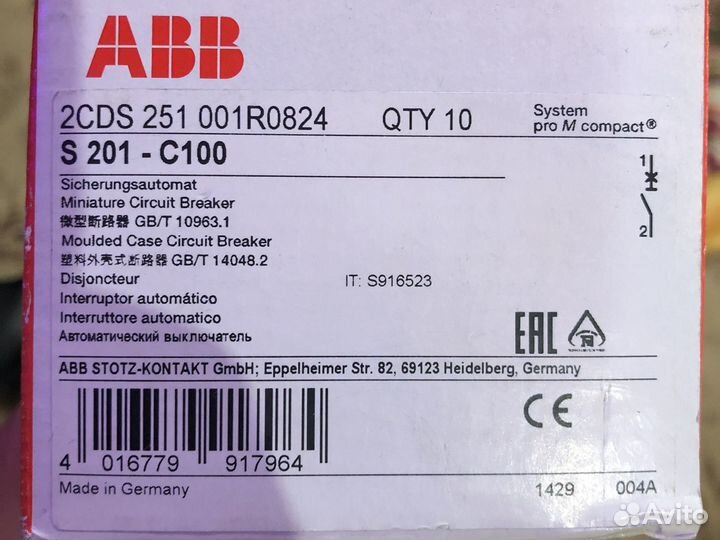 ABB
2CDS 251 001R0824 QTY 10 System pro M compact®
S 201 - C100
Sicherungsautomat
Miniature Circuit Breaker
微型断路器 GB/T 10963.1
Moulded Case Circuit Breaker
塑料外壳式断路器 GB/T 14048.2
Disjoncteur IT: S916523
Interruptor automático
Interruttore automatico
Автоматический выключатель
1
2
EAC
ABB STOTZ-KONTAKT GmbH; Eppelheimer Str. 82, 69123 Heidelberg, Germany
CE
4 016779 917964
Made in Germany 1429 004A
Avito